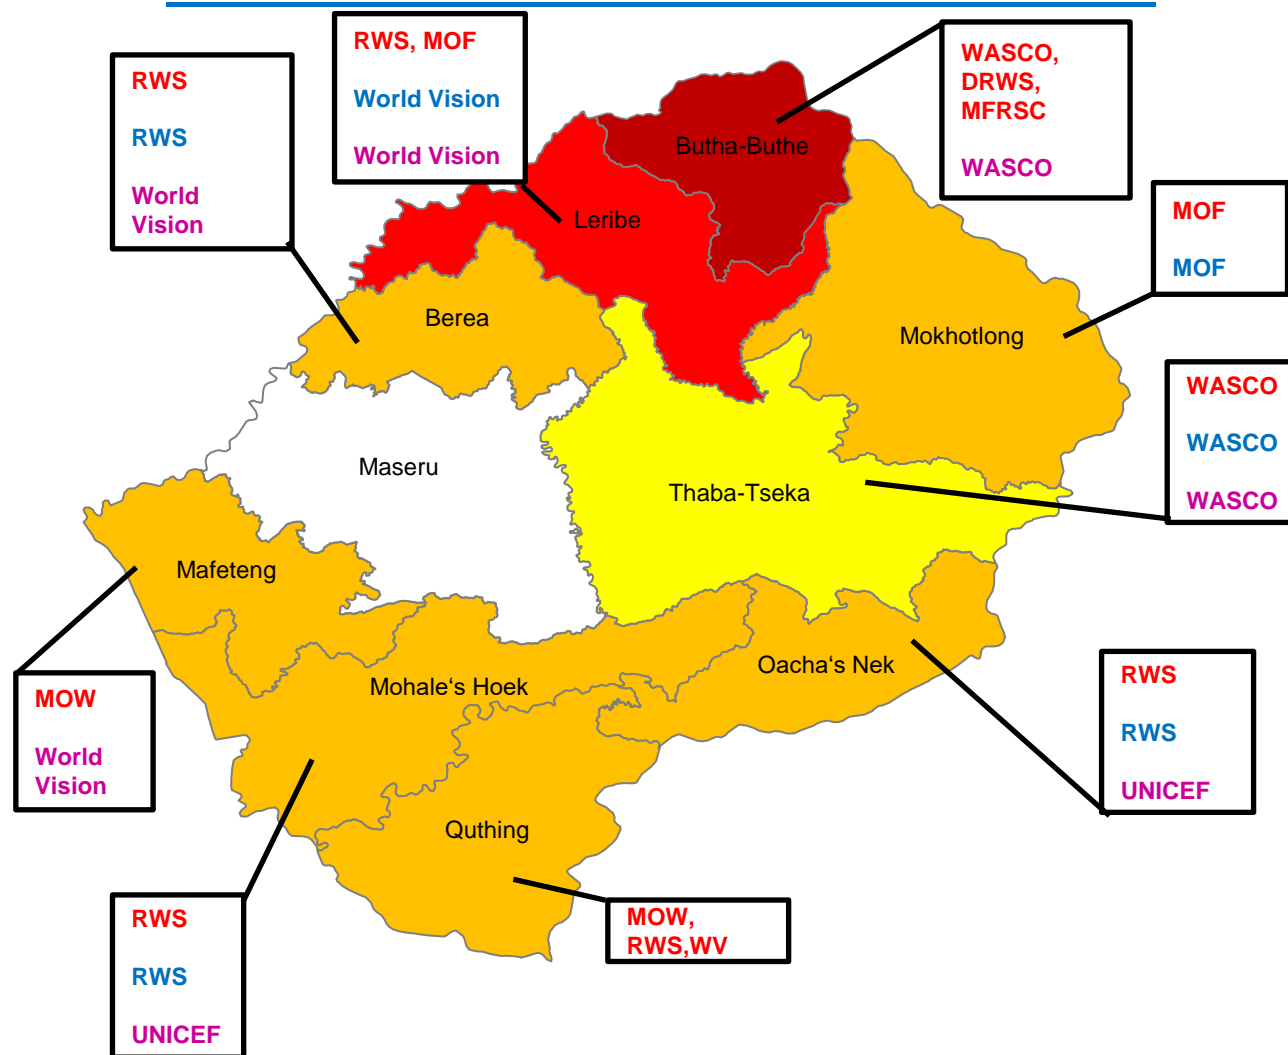 RWS, MOF
World Vision
World Vision
WASCO,
DRWS,
MFRSC
WASCO
RWS
RWS
World
Vision
Butha-Buthe
MOF
MOF
Leribe
Berea
Mokhotlong
WASCO
WASCO
WASCO
Maseru
Thaba-Tseka
Mafeteng
Oacha‘s Nek
Mohale‘s Hoek
MOW
World
Vision
RWS
RWS
UNICEF
Quthing
RWS
RWS
UNICEF
MOW,
RWS,WV